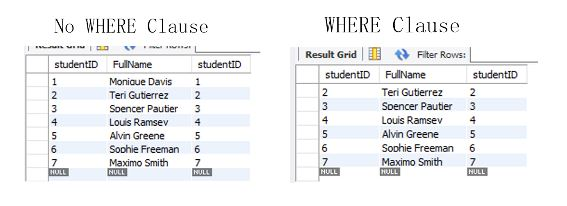 No WHERE Clause
WHERE Clause
Result Grid Filter Rows:
studentID FullName studentID
1 Monique Davis 1
2 Teri Gutierrez 2
3 Spencer Pautier 3
4 Louis Ramsey 4
5 Alvin Greene 5
6 Sophie Freeman 6
7 Maximo Smith 7
NULL NULL NULL
Result Grid Filter Rows:
studentID FullName studentID
2 Teri Gutierrez 2
3 Spencer Pautier 3
4 Louis Ramsey 4
5 Alvin Greene 5
6 Sophie Freeman 6
7 Maximo Smith 7
NULL NULL NULL